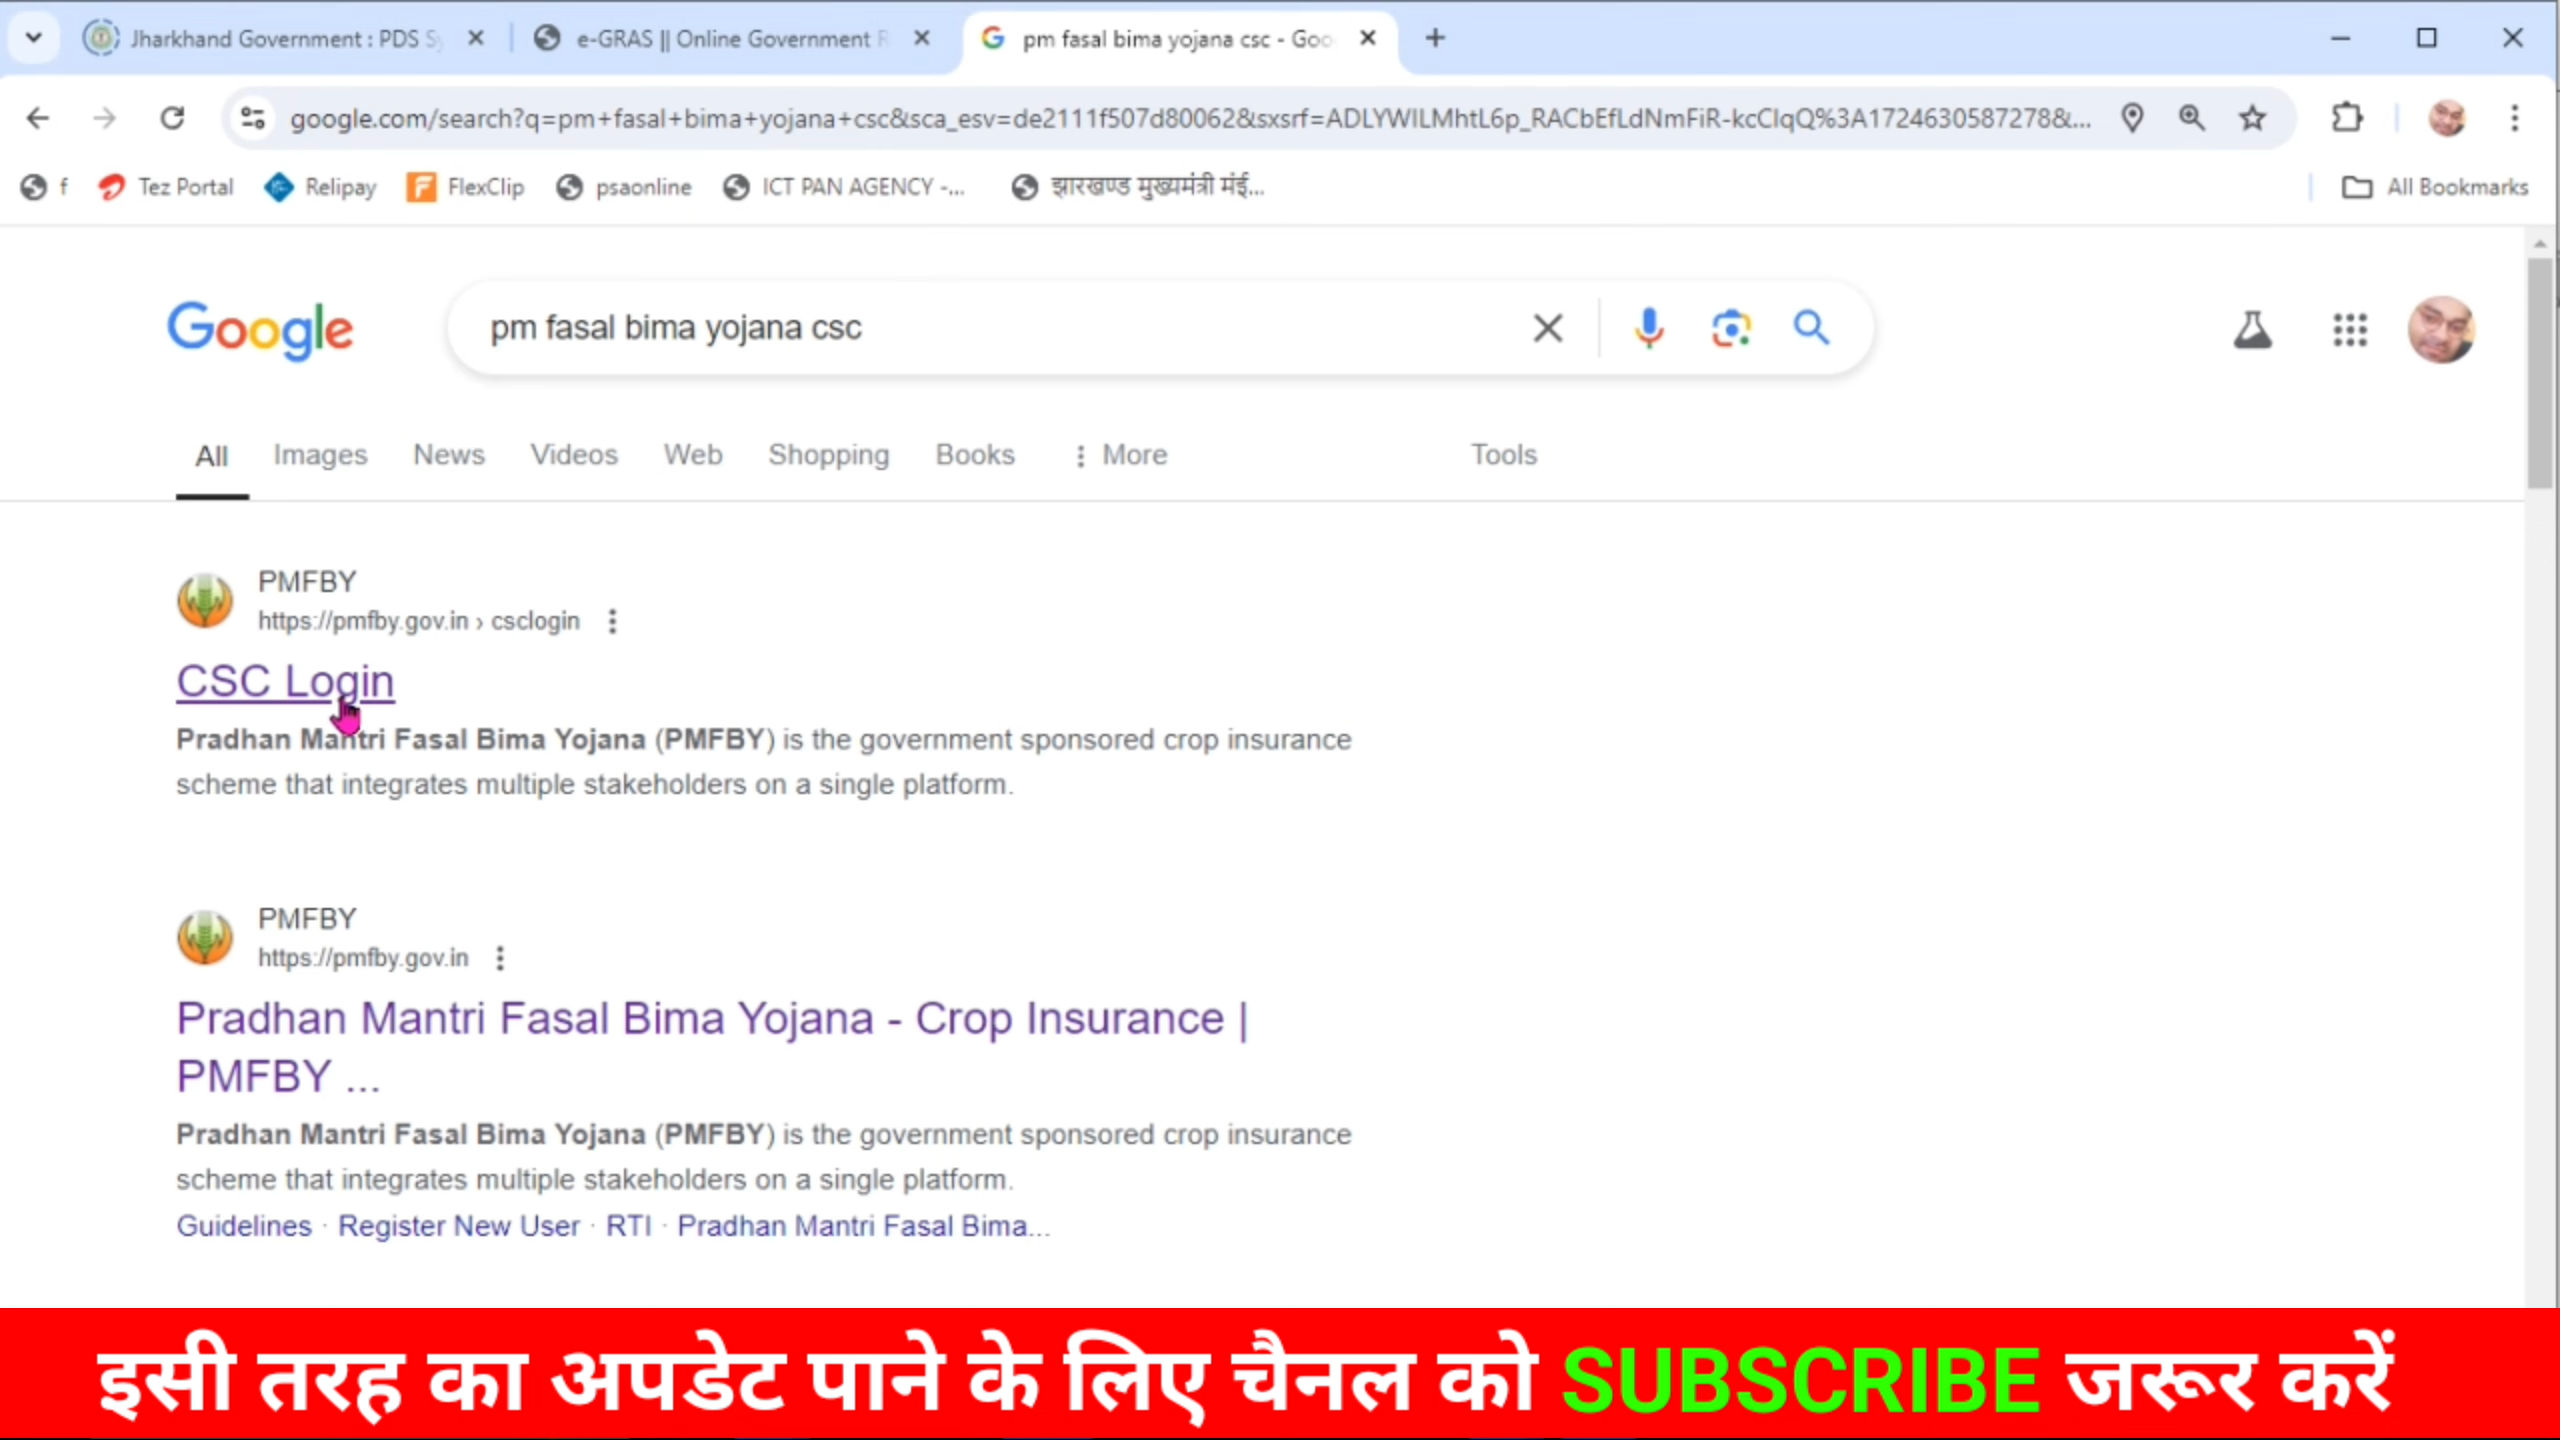 Jharkhand Government : PDS Sy
e-GRAS || Online Government R
pm fasal bima yojana csc - Goo
google.com/search?q=pm+fasal+bima+yojana+csc&sca_esv=de2111f507d80062&sxsrf=ADLYWILMhtL6p_RACbEfLdNmFiR-kcCIqQ%3A1724630587278&...
f Tez Portal Relipay FlexClip psaonline ICT PAN AGENCY -... झारखण्ड मुख्यमंत्री मंई... All Bookmarks
Google
pm fasal bima yojana csc
All Images News Videos Web Shopping Books More Tools
PMFBY
https://pmfby.gov.in › csclogin
CSC Login
Pradhan Mantri Fasal Bima Yojana (PMFBY) is the government sponsored crop insurance
scheme that integrates multiple stakeholders on a single platform.
PMFBY
https://pmfby.gov.in
Pradhan Mantri Fasal Bima Yojana - Crop Insurance |
PMFBY ...
Pradhan Mantri Fasal Bima Yojana (PMFBY) is the government sponsored crop insurance
scheme that integrates multiple stakeholders on a single platform.
Guidelines · Register New User · RTI · Pradhan Mantri Fasal Bima...
इसी तरह का अपडेट पाने के लिए चैनल को SUBSCRIBE जरूर करें